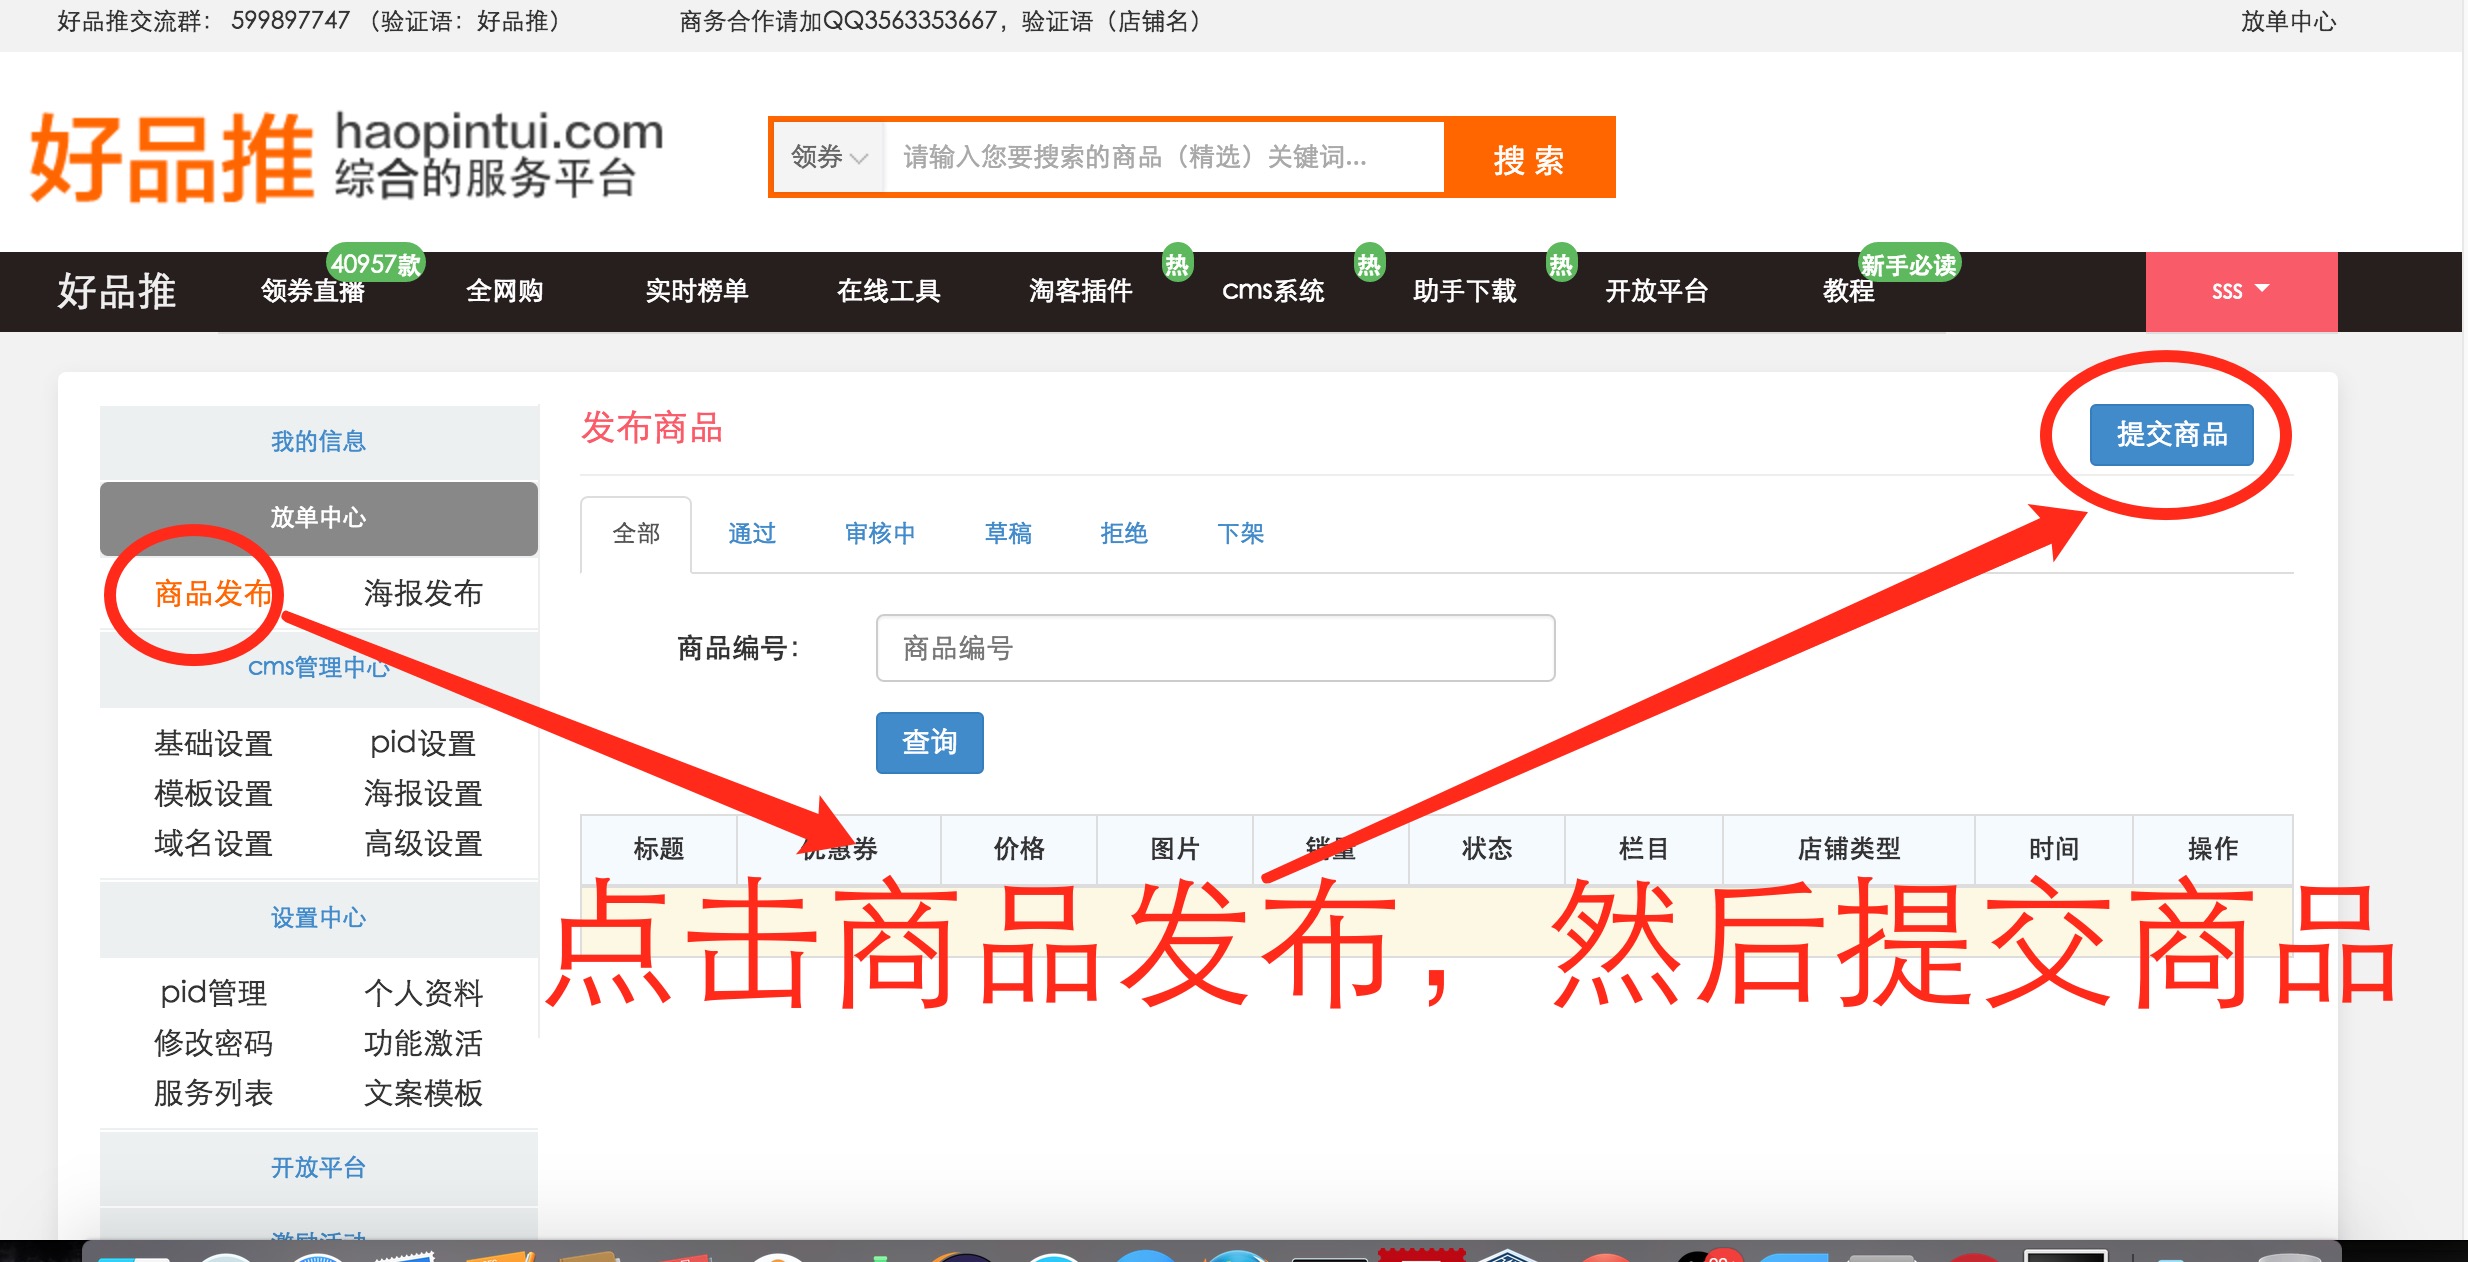 好品推交流群： 599897747 （验证语：好品推）
商务合作请加QQ3563353667，验证语（店铺名）
放单中心
好品推
haopintui.com
综合的服务平台
领券
请输入您要搜索的商品（精选）关键词...
搜 索
好品推
领券直播
40957款
全网购
实时榜单
在线工具
淘客插件
热
cms系统
热
助手下载
热
开放平台
教程
新手必读
sss
我的信息
放单中心
商品发布
海报发布
cms管理中心
基础设置
pid设置
模板设置
海报设置
域名设置
高级设置
设置中心
pid管理
个人资料
修改密码
功能激活
服务列表
文案模板
开放平台
激励活动
发布商品
提交商品
全部
通过
审核中
草稿
拒绝
下架
商品编号：
商品编号
查询
标题
优惠券
价格
图片
销量
状态
栏目
店铺类型
时间
操作
点击商品发布，然后提交商品